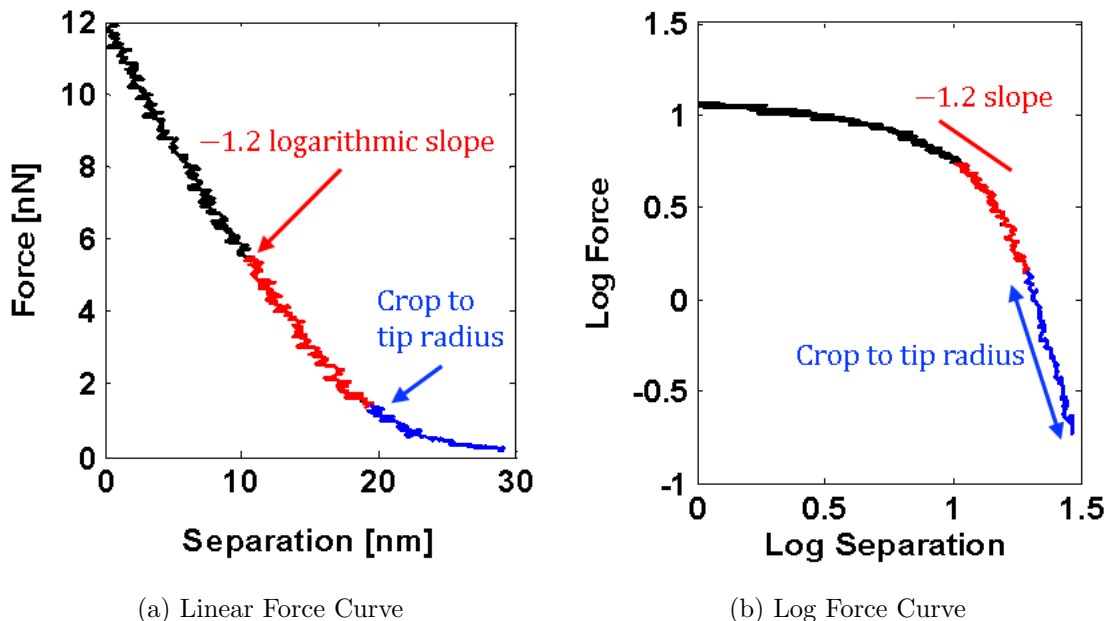 12
10
8
6
4
2
0
0
10
20
30
Force [nN]
Separation [nm]
−1.2 logarithmic slope
Crop to
tip radius
(a) Linear Force Curve
1.5
1
0.5
0
-0.5
-1
0
0.5
1
1.5
Log Force
Log Separation
−1.2 slope
Crop to tip radius
(b) Log Force Curve